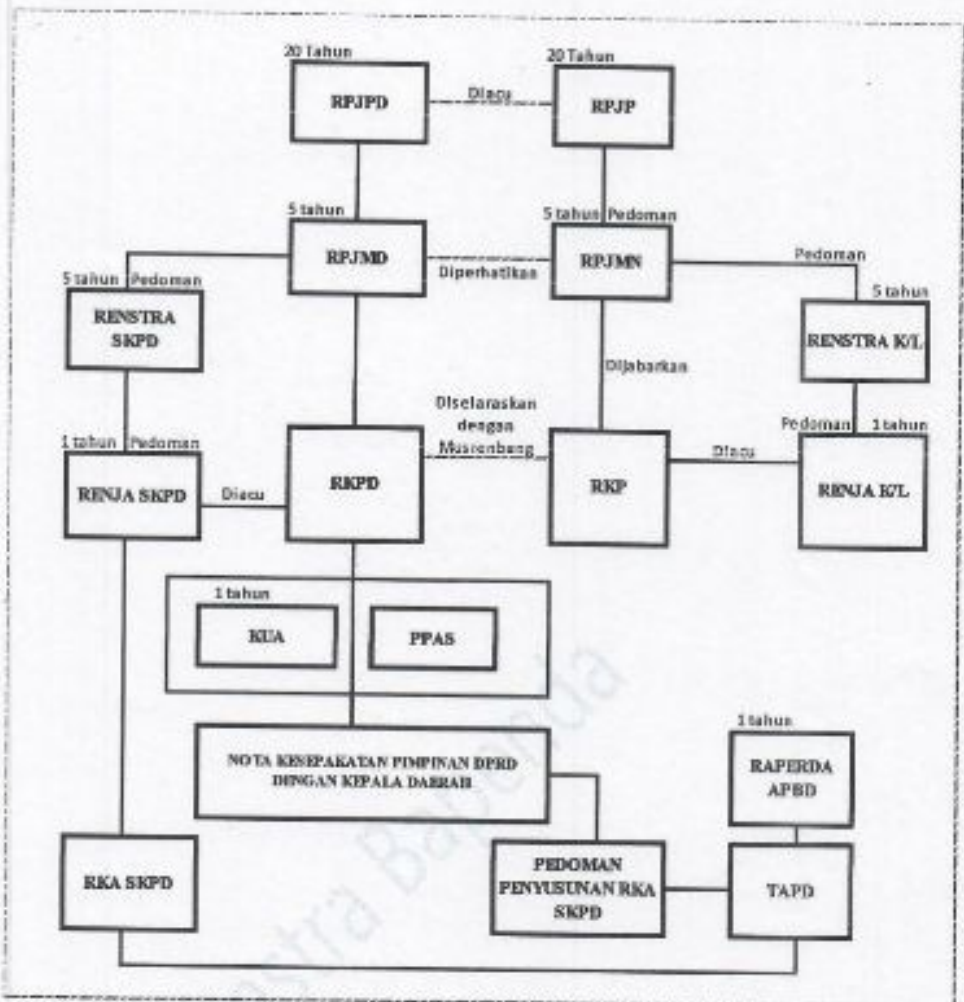 20 Tahun
RPJPD
Diacu
20 Tahun
RPJP
5 tahun
RPJMD
Diperhatikan
5 tahun Pedoman
RPJMN
Pedoman
5 tahun Pedoman
RENSTRA
SKPD
5 tahun
RENSTRA K/L
Dijabarkan
1 tahun Pedoman
RENJA SKPD
Diacu
RKPD
Diselaraskan
dengan
Musrenbang
RKP
Diacu
Pedoman 1 tahun
RENJA K/L
1 tahun
KUA
PPAS
NOTA KESEPAKATAN PIMPINAN DPRD
DENGAN KEPALA DAERAH
1 tahun
RAPERDA
APBD
RKA SKPD
PEDOMAN
PENYUSUNAN RKA
SKPD
TAPD
stra Bapenda